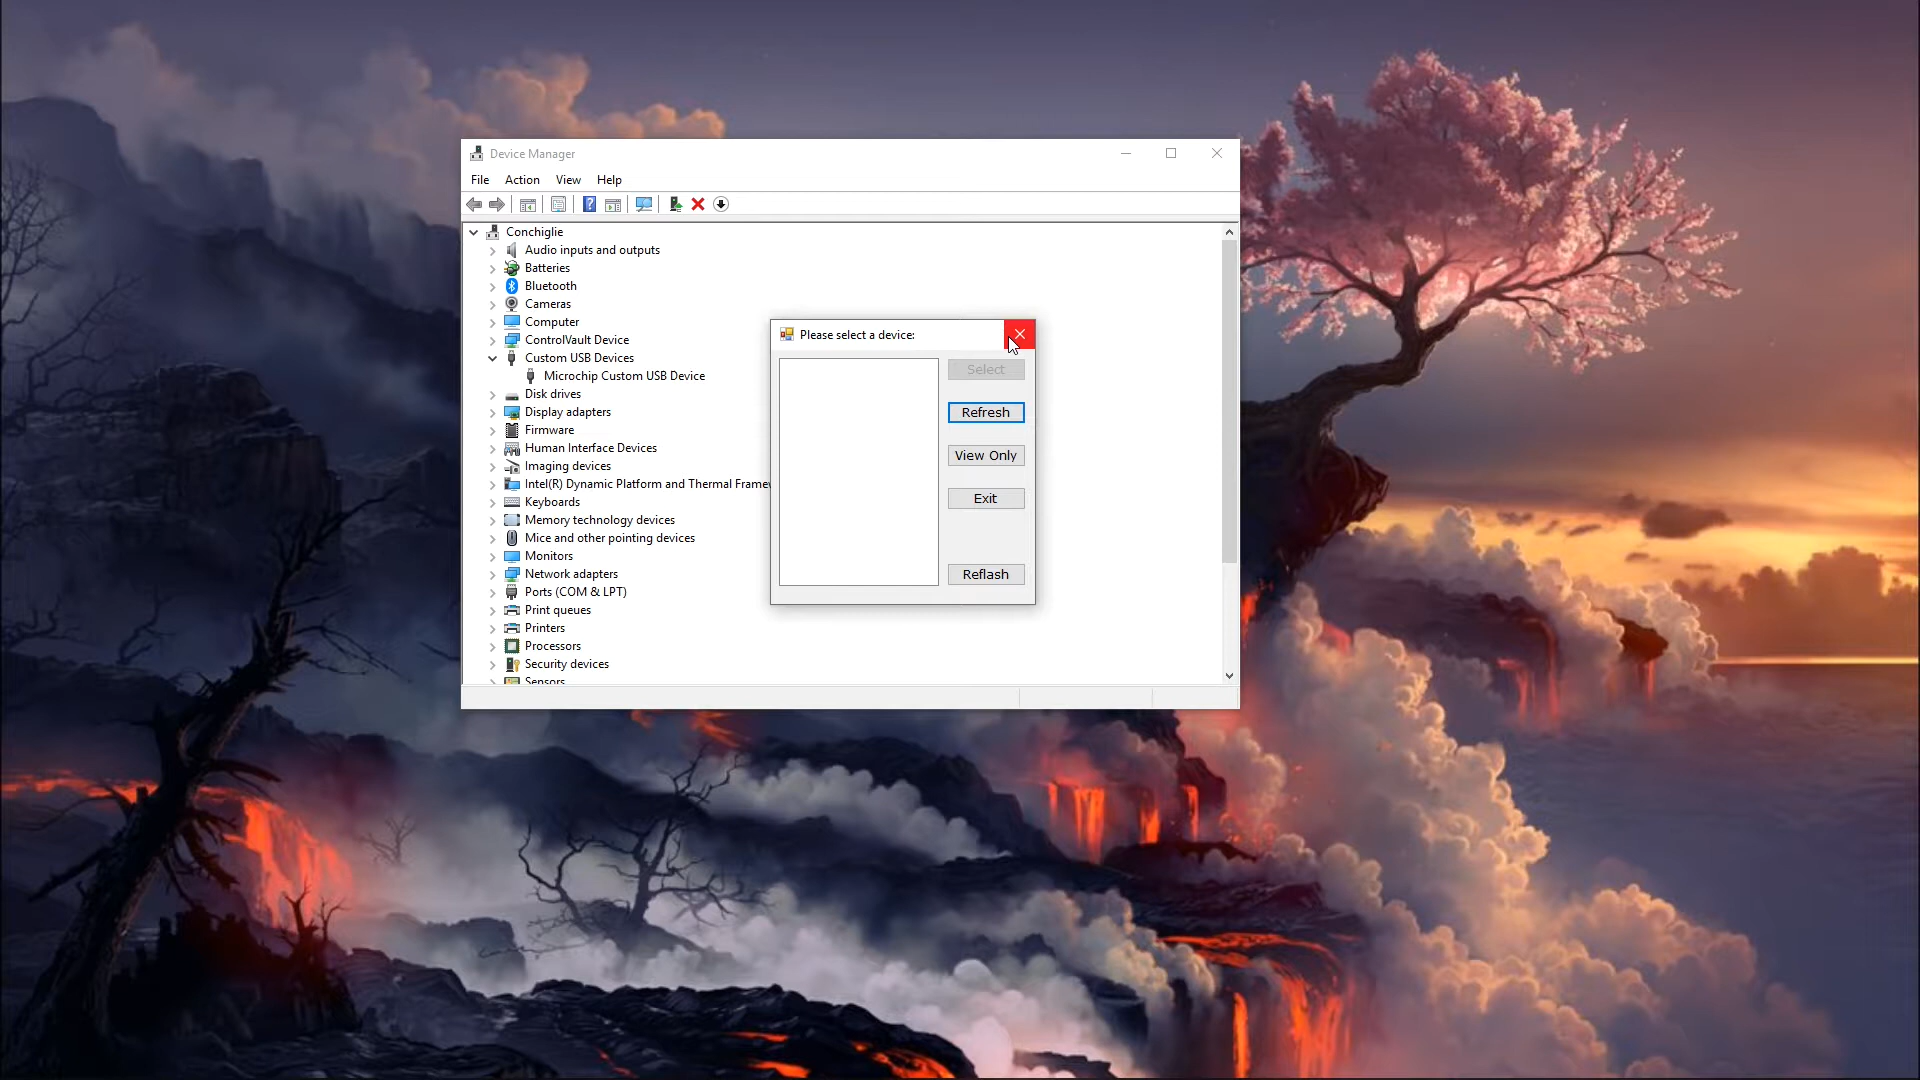 Device Manager
File Action View Help
Conchiglie
Audio inputs and outputs
Batteries
Bluetooth
Cameras
Computer
ControlVault Device
Custom USB Devices
Microchip Custom USB Device
Disk drives
Display adapters
Firmware
Human Interface Devices
Imaging devices
Intel(R) Dynamic Platform and Thermal
Keyboards
Memory technology devices
Mice and other pointing devices
Monitors
Network adapters
Ports (COM & LPT)
Print queues
Printers
Processors
Security devices
Sensors
Please select a device:
Select
Refresh
View Only
Exit
Reflash